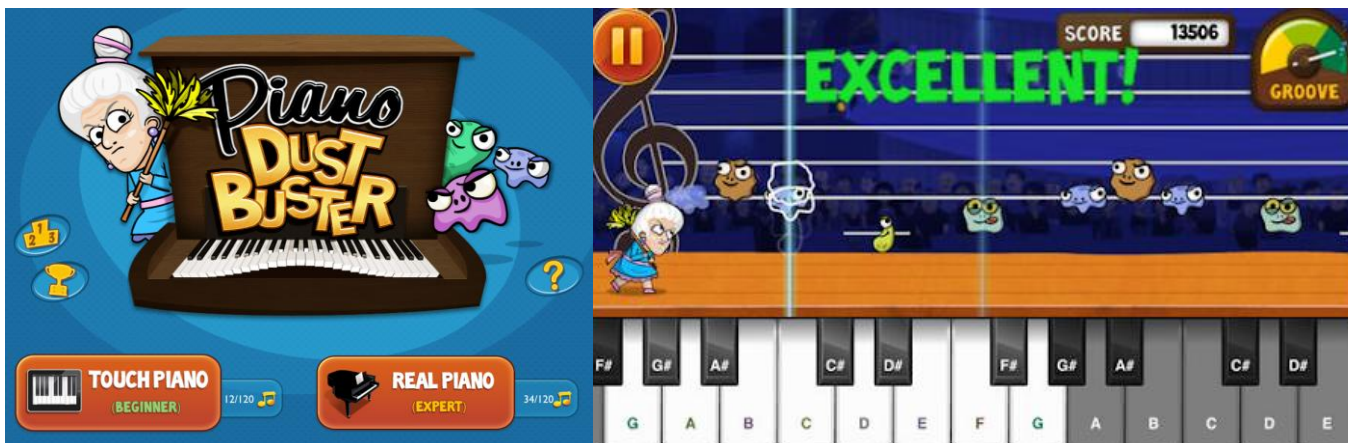 Piano
DUST
BUSTER
1
2 3
?
TOUCH PIANO
(BEGINNER)
12/120
REAL PIANO
(EXPERT)
34/120
SCORE 13506
EXCELLENT!
GROOVE
F# G# A# C# D# F# G# A# C# D#
G A B C D E F G A B C D E